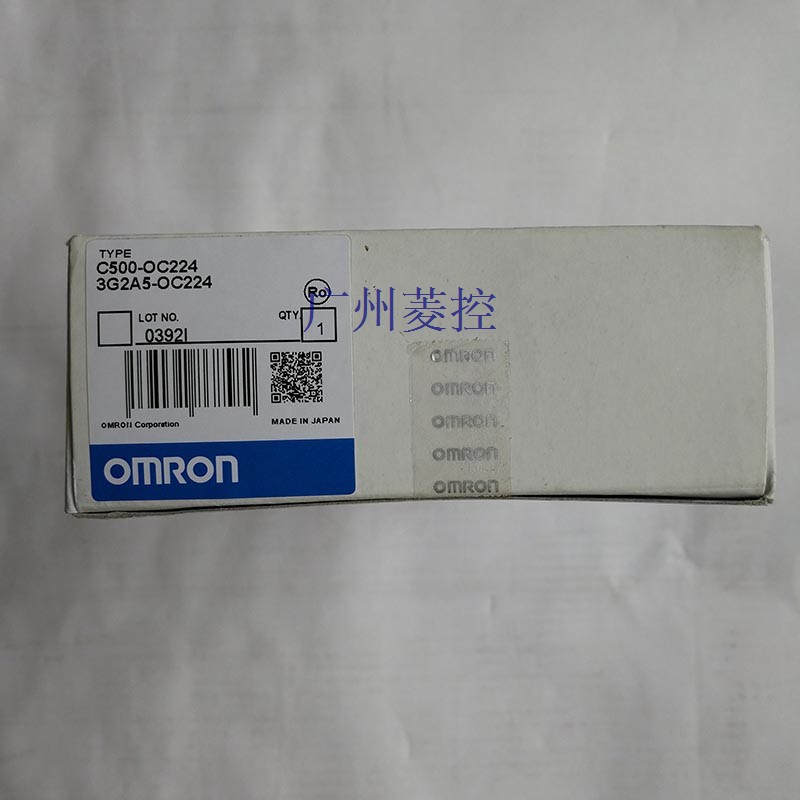 TYPE
C500-OC224
3G2A5-OC224
Ro
广州菱控
LOT NO.
0392I
QTY.
1
OMRON Corporation
MADE IN JAPAN
OMRON
OMRON
OMRON
OMRON
OMRON
OMRON